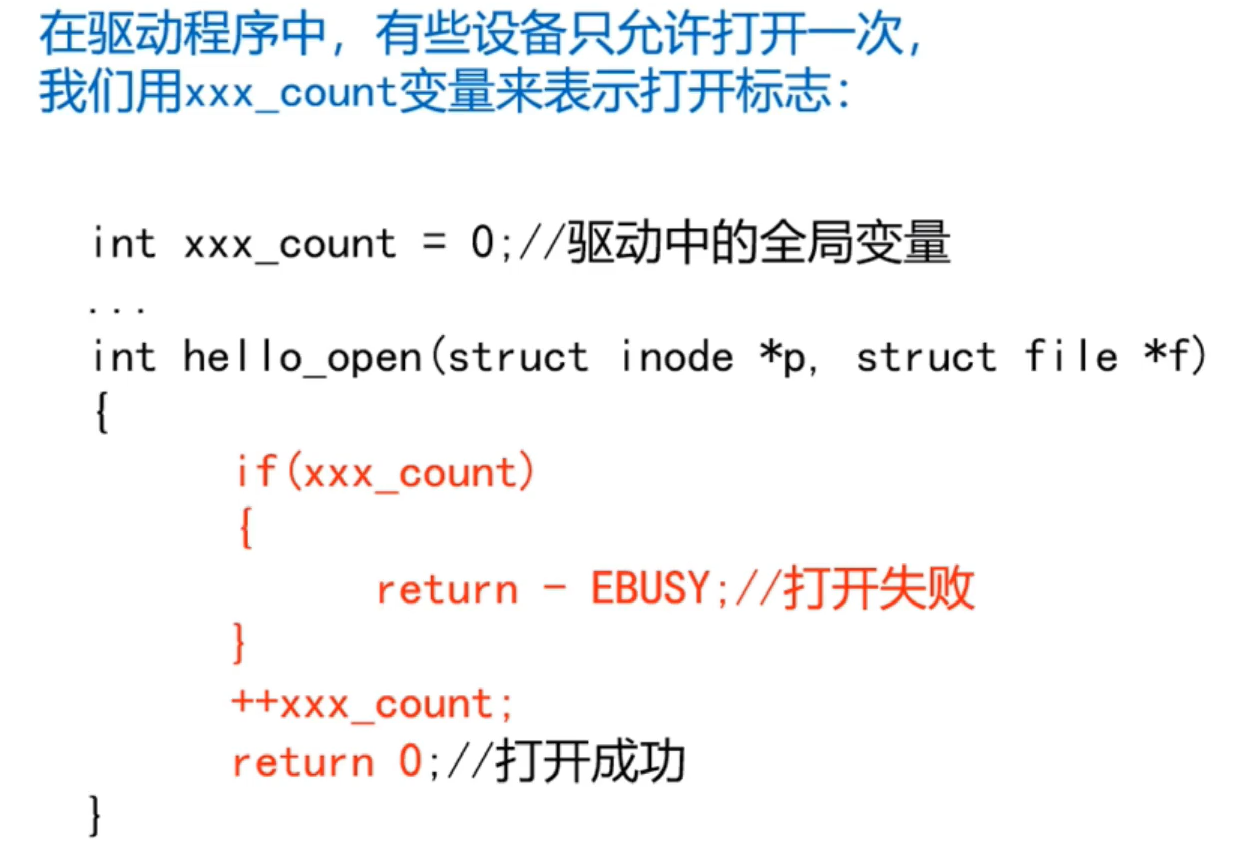 在驱动程序中，有些设备只允许打开一次，
我们用xxx_count变量来表示打开标志：
int xxx_count = 0;//驱动中的全局变量
...
int hello_open(struct inode *p, struct file *f)
{
if(xxx_count)
{
return - EBUSY;//打开失败
}
++xxx_count;
return 0;//打开成功
}